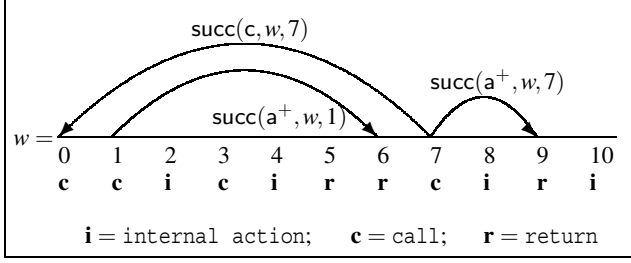 succ(c,w,7)
succ(a⁺,w,7)
succ(a⁺,w,1)
w =
0 1 2 3 4 5 6 7 8 9 10
c c i c i r r c i r i
i = internal action; c = call; r = return